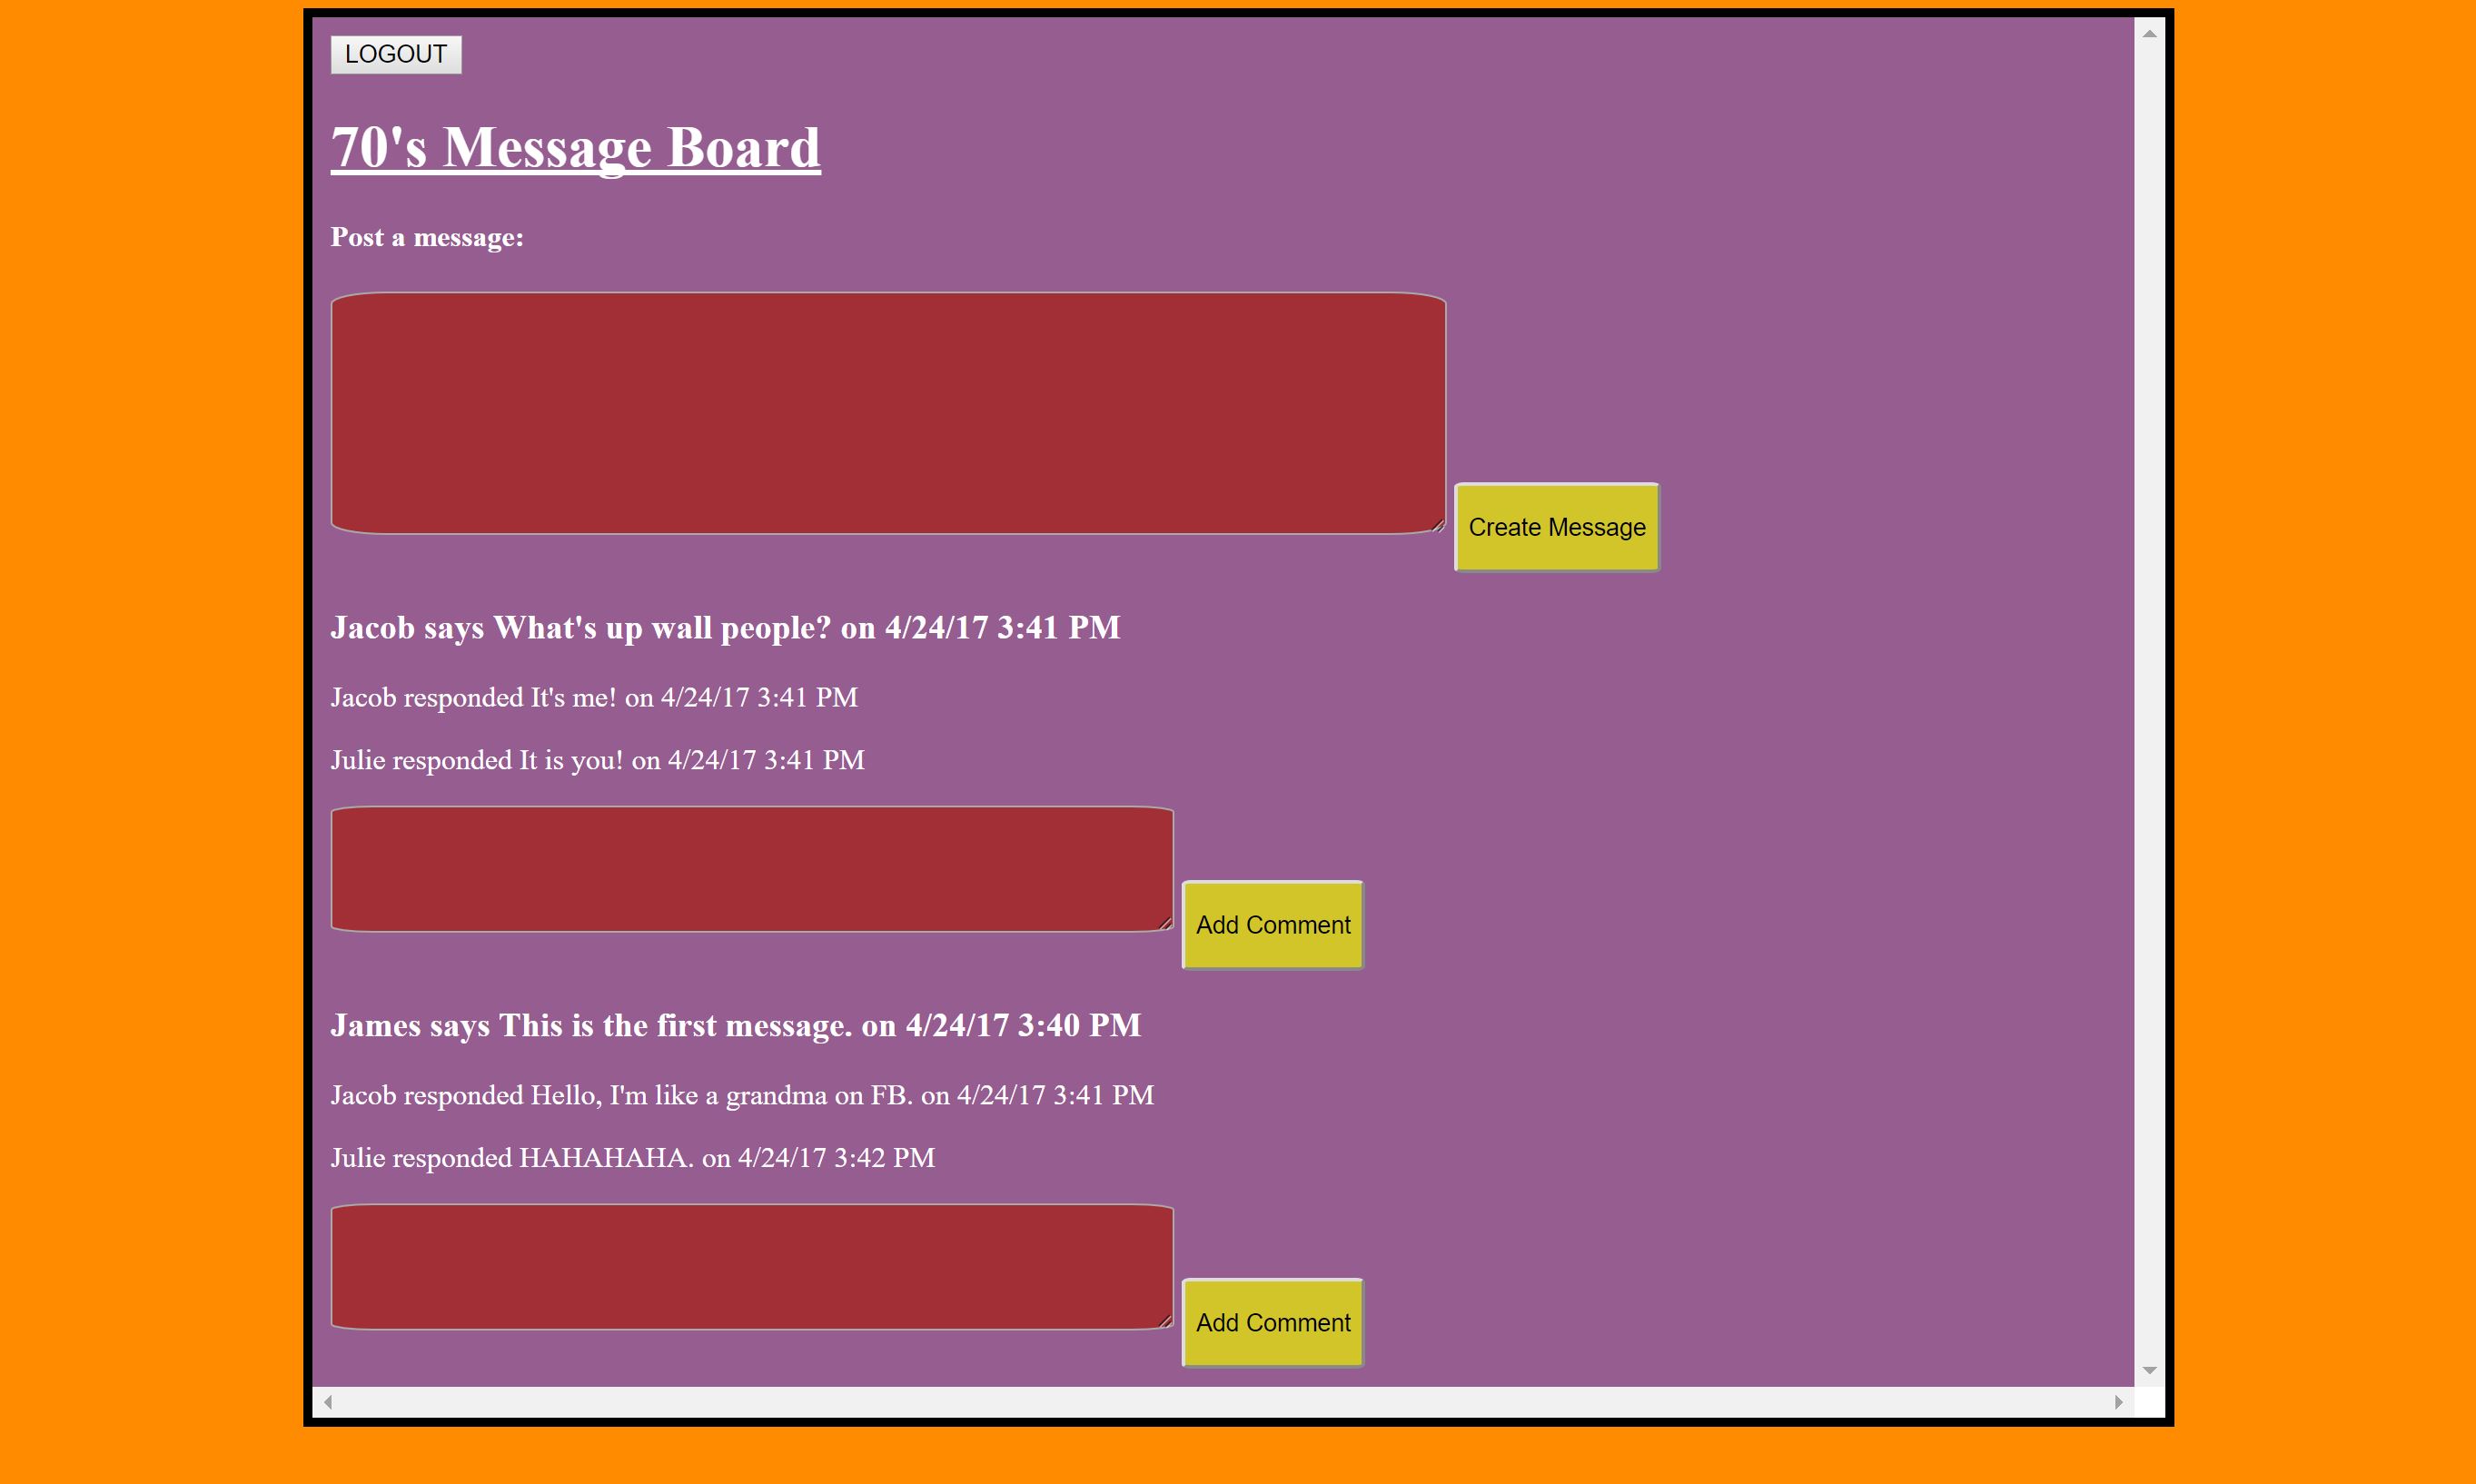 LOGOUT
70's Message Board
Post a message:
Create Message
Jacob says What's up wall people? on 4/24/17 3:41 PM
Jacob responded It's me! on 4/24/17 3:41 PM
Julie responded It is you! on 4/24/17 3:41 PM
Add Comment
James says This is the first message. on 4/24/17 3:40 PM
Jacob responded Hello, I'm like a grandma on FB. on 4/24/17 3:41 PM
Julie responded HAHAHAHA. on 4/24/17 3:42 PM
Add Comment